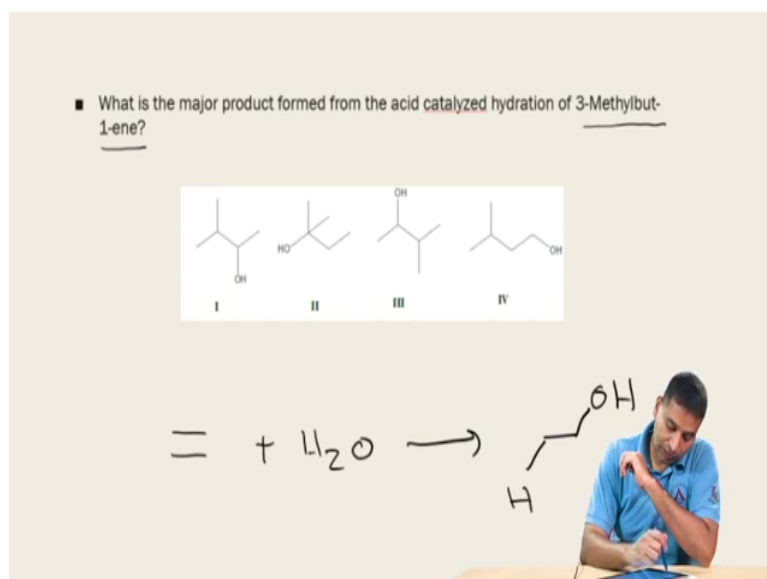 What is the major product formed from the acid catalyzed hydration of 3-Methylbut-
1-ene?
OH
HO
OH
OH
I II III IV
= + H2O → OH
H